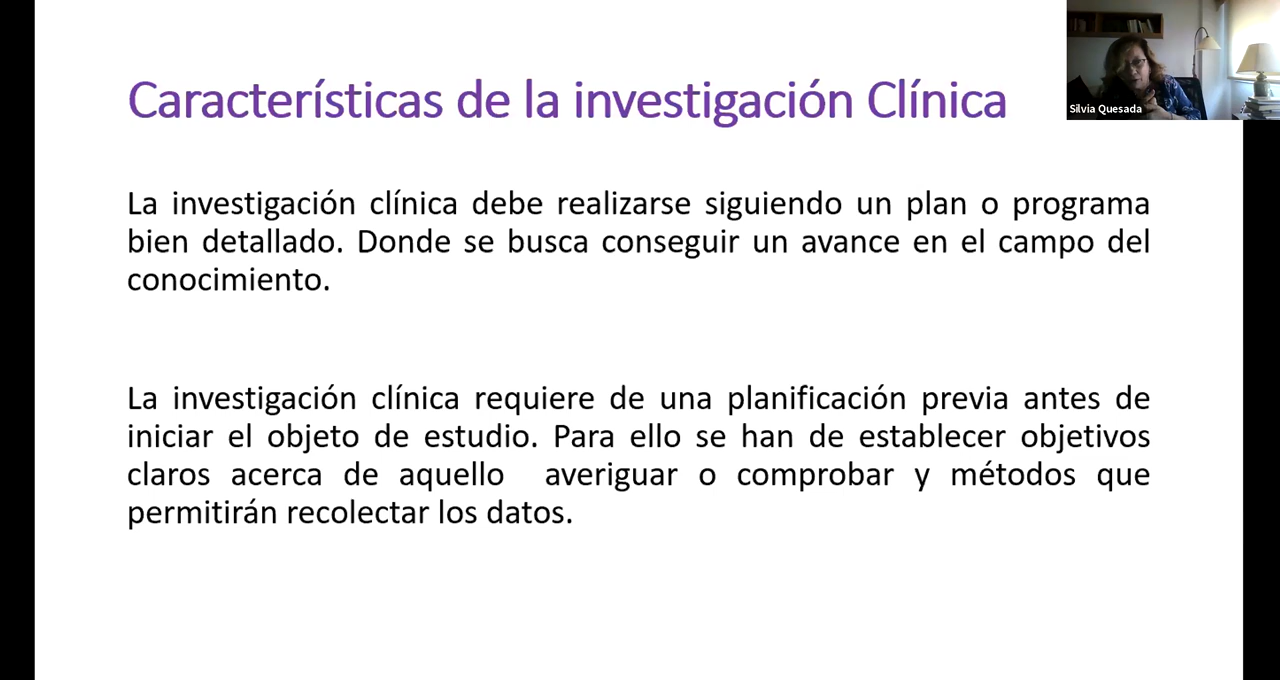 Características de la investigación Clínica
Silvia Quesada
La investigación clínica debe realizarse siguiendo un plan o programa
bien detallado. Donde se busca conseguir un avance en el campo del
conocimiento.
La investigación clínica requiere de una planificación previa antes de
iniciar el objeto de estudio. Para ello se han de establecer objetivos
claros acerca de aquello averiguar o comprobar y métodos que
permitirán recolectar los datos.